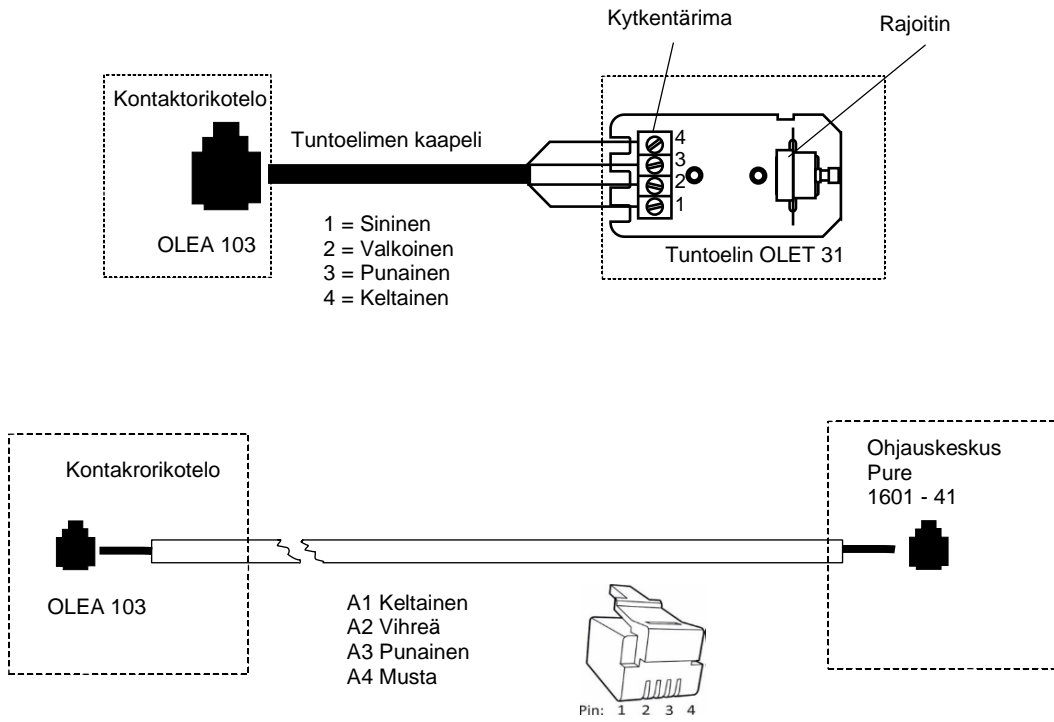 Kytkentärima
Rajoitin
Kontaktorikotelo
Tuntoelimen kaapeli
4
3
2
1
OLEA 103
1 = Sininen
2 = Valkoinen
3 = Punainen
4 = Keltainen
Tuntoelin OLET 31
Kontakrorikotelo
Ohjauskeskus
Pure
1601 - 41
OLEA 103
A1 Keltainen
A2 Vihreä
A3 Punainen
A4 Musta
Pin: 1 2 3 4